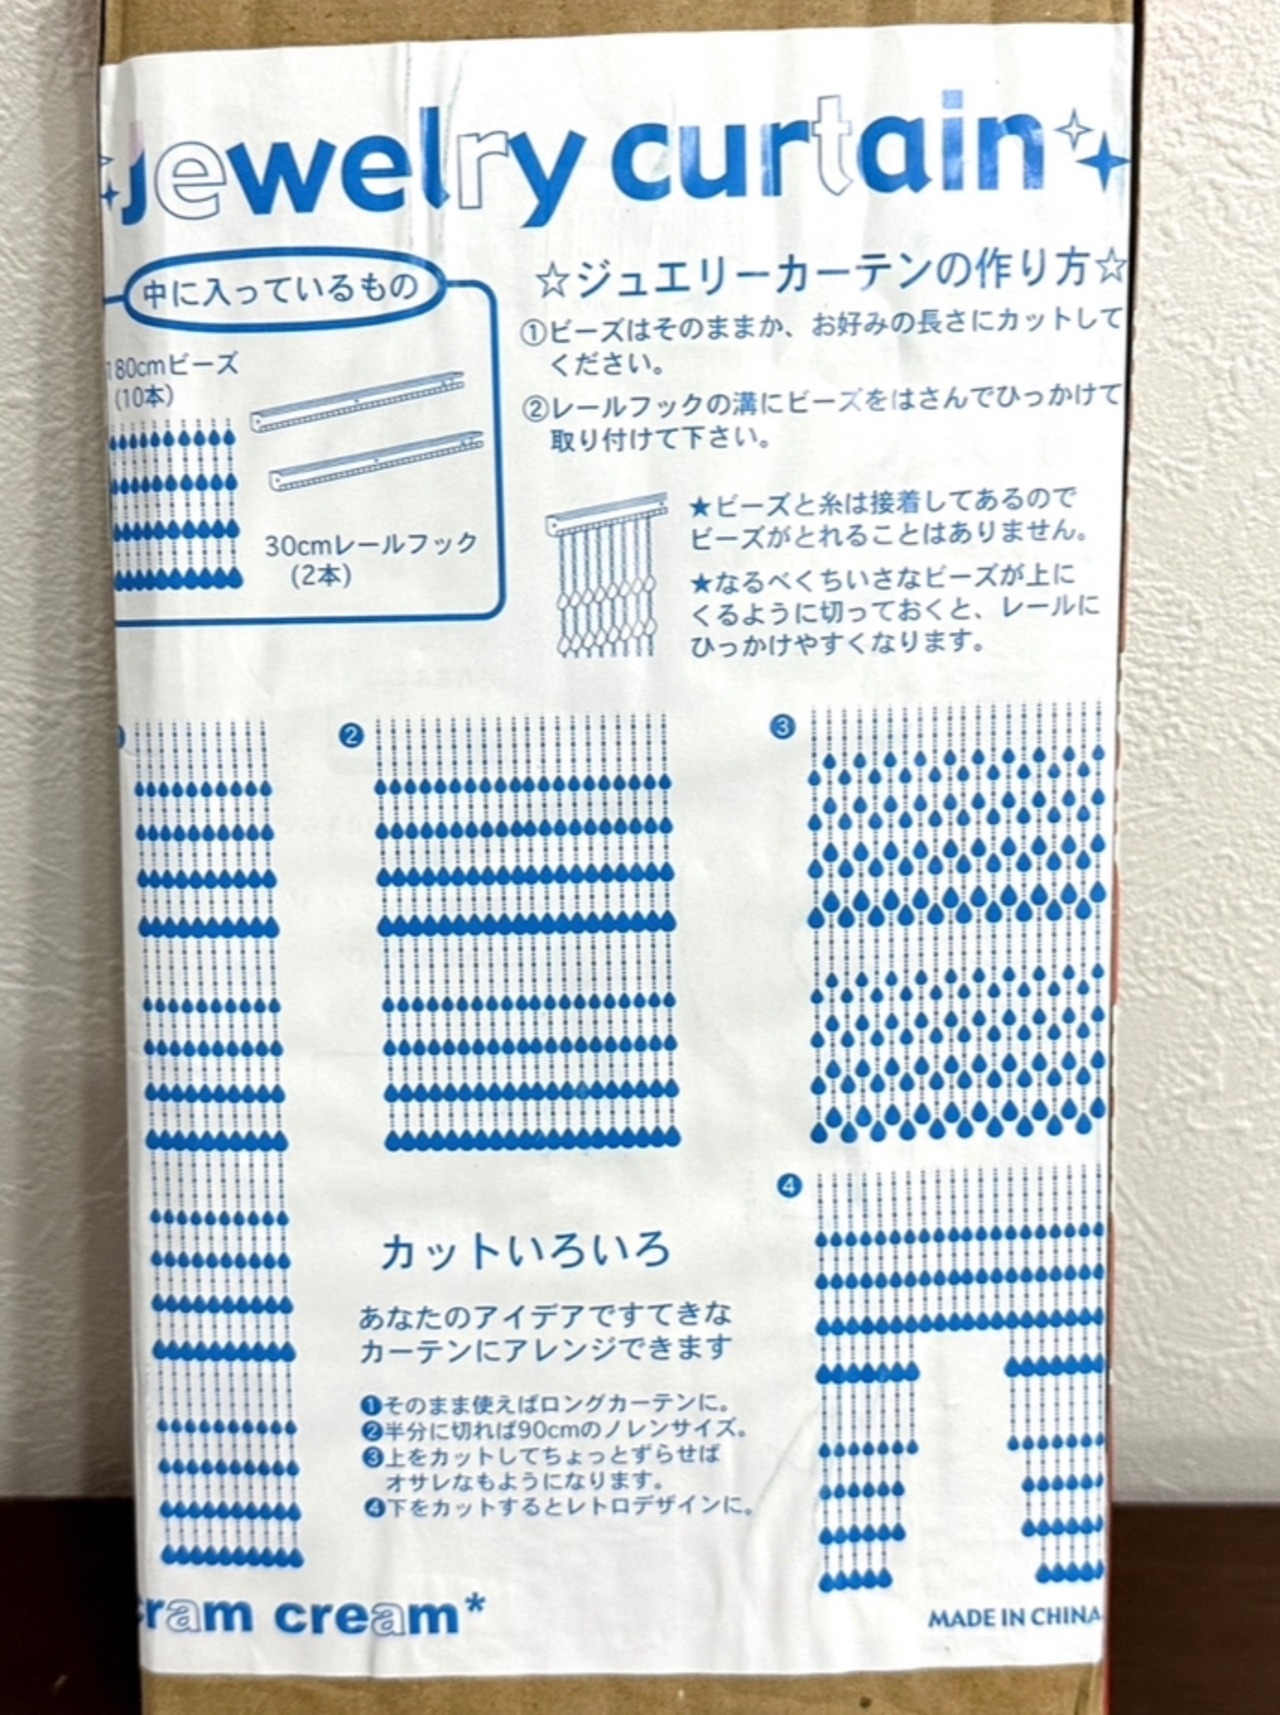 Jewelry curtain
中に入っているもの
180cmビーズ
(10本)
30cmレールフック
(2本)
☆ジュエリーカーテンの作り方☆
①ビーズはそのままか、お好みの長さにカットして
ください。
②レールフックの溝にビーズをはさんでひっかけて
取り付けて下さい。
★ビーズと糸は接着してあるので
ビーズがとれることはありません。
★なるべくちいさなビーズが上に
くるように切っておくと、レールに
ひっかけやすくなります。
❷
❸
❹
カットいろいろ
あなたのアイデアですてきな
カーテンにアレンジできます
❶そのまま使えばロングカーテンに。
❷半分に切れば90cmのノレンサイズ。
❸上をカットしてちょっとずらせば
オサレなもようになります。
❹下をカットするとレトロデザインに。
cram cream*
MADE IN CHINA